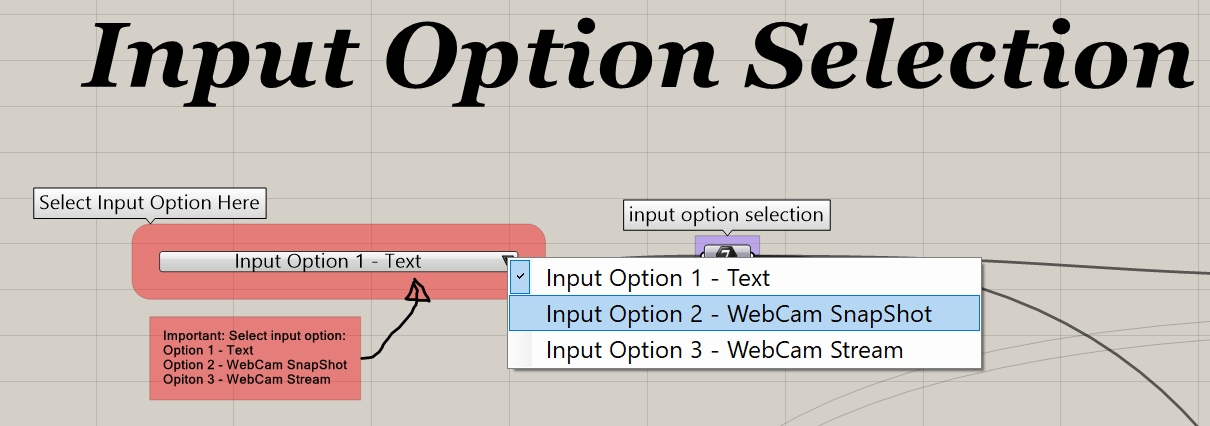 Input Option Selection
Select Input Option Here
input option selection
Input Option 1 - Text
Input Option 1 - Text
Input Option 2 - WebCam SnapShot
Input Option 3 - WebCam Stream
Important: Select input option:
Option 1 - Text
Option 2 - WebCam SnapShot
Opiton 3 - WebCam Stream